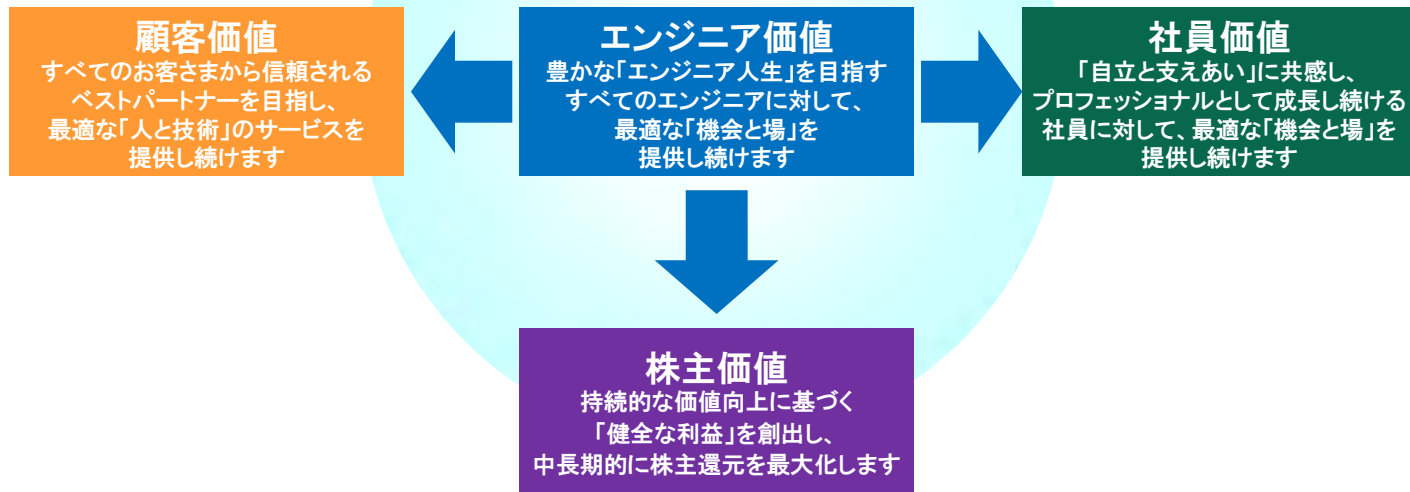 顧客価値
すべてのお客さまから信頼される
ベストパートナーを目指し、
最適な「人と技術」のサービスを
提供し続けます
エンジニア価値
豊かな「エンジニア人生」を目指す
すべてのエンジニアに対して、
最適な「機会と場」を
提供し続けます
社員価値
「自立と支えあい」に共感し、
プロフェッショナルとして成長し続ける
社員に対して、最適な「機会と場」を
提供し続けます
株主価値
持続的な価値向上に基づく
「健全な利益」を創出し、
中長期的に株主還元を最大化します